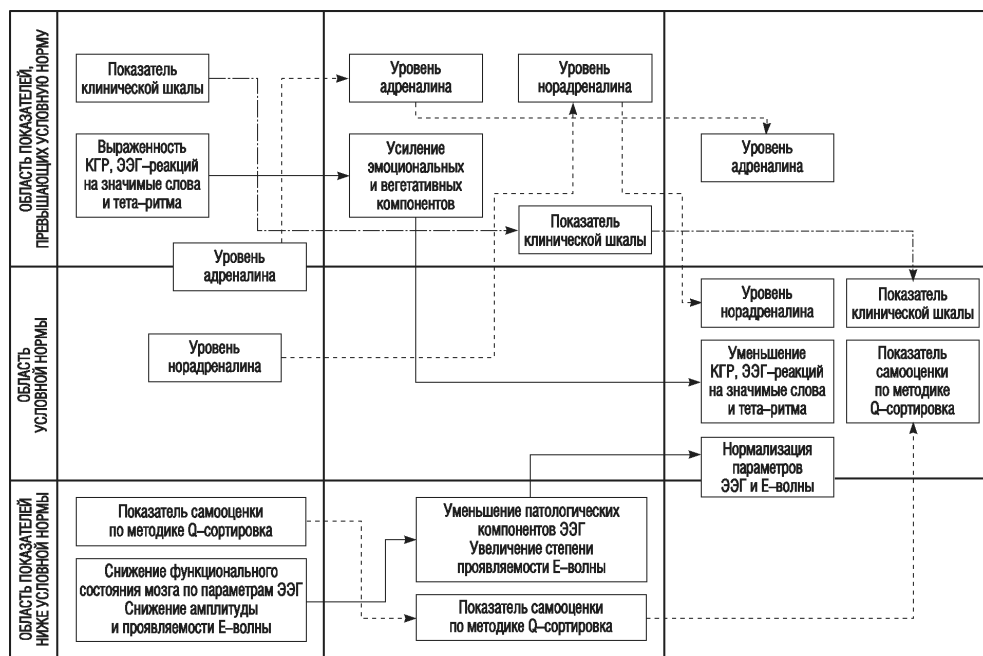 ОБЛАСТЬ ПОКАЗАТЕЛЕЙ,
ПРЕВЫШАЮЩИХ УСЛОВНУЮ НОРМУ
Показатель
клинической шкалы
Уровень
адреналина
Уровень
норадреналина
Выраженность
КГР, ЭЭГ–реакций
на значимые слова
и тета–ритма
Усиление
эмоциональных
и вегетативных
компонентов
Уровень
адреналина
Показатель
клинической шкалы
Уровень
адреналина
ОБЛАСТЬ
УСЛОВНОЙ НОРМЫ
Уровень
норадреналина
Уровень
норадреналина
Показатель
клинической шкалы
Уменьшение
КГР, ЭЭГ–реакций
на значимые слова
и тета–ритма
Показатель
самооценки
по методике
Q–сортировка
Нормализация
параметров
ЭЭГ и Е–волны
ОБЛАСТЬ ПОКАЗАТЕЛЕЙ
НИЖЕ УСЛОВНОЙ НОРМЫ
Показатель самооценки
по методике Q–сортировка
Уменьшение патологических
компонентов ЭЭГ
Увеличение степени
проявляемости Е–волны
Снижение функционального
состояния мозга по параметрам ЭЭГ
Снижение амплитуды
и проявляемости Е–волны
Показатель самооценки
по методике Q–сортировка